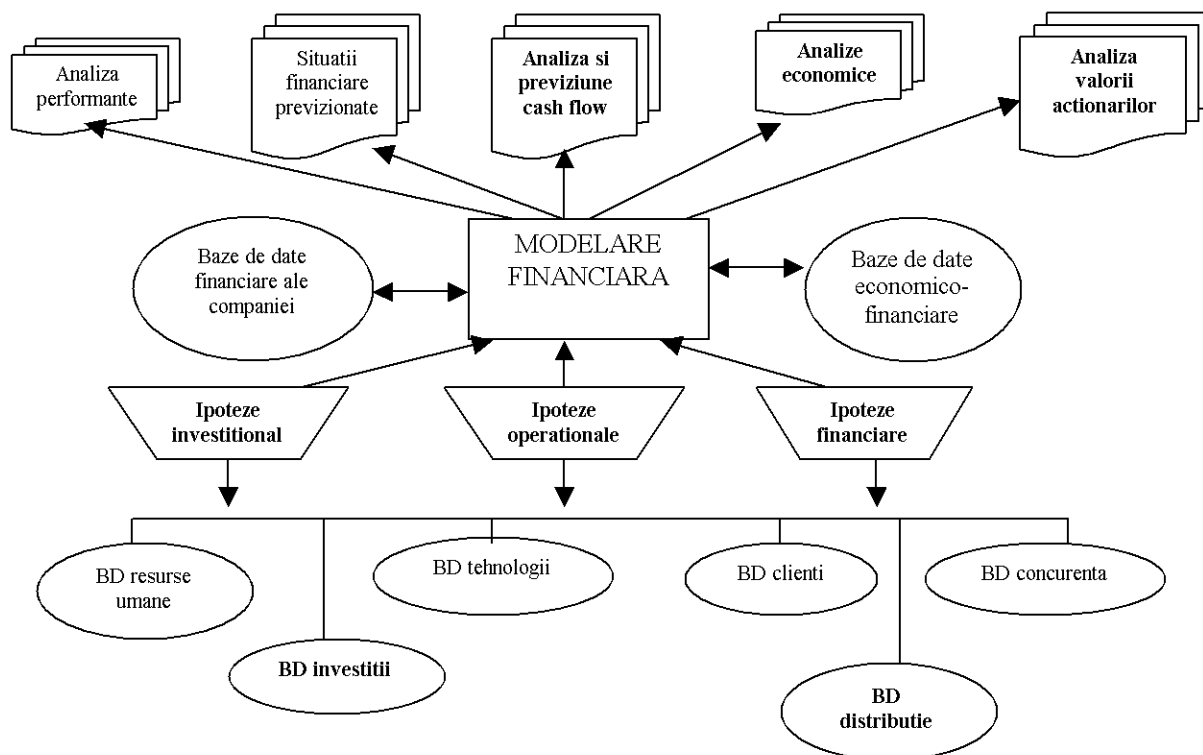 Analiza
performante
Situatii
financiare
previzionate
Analiza si
previziune
cash flow
Analize
economice
Analiza
valorii
actionarilor
Baze de date
financiare ale
companiei
MODELARE
FINANCIARA
Baze de date
economico-
financiare
Ipoteze
investitional
Ipoteze
operationale
Ipoteze
financiare
BD resurse
umane
BD tehnologii
BD clienti
BD concurenta
BD investitii
BD
distributie